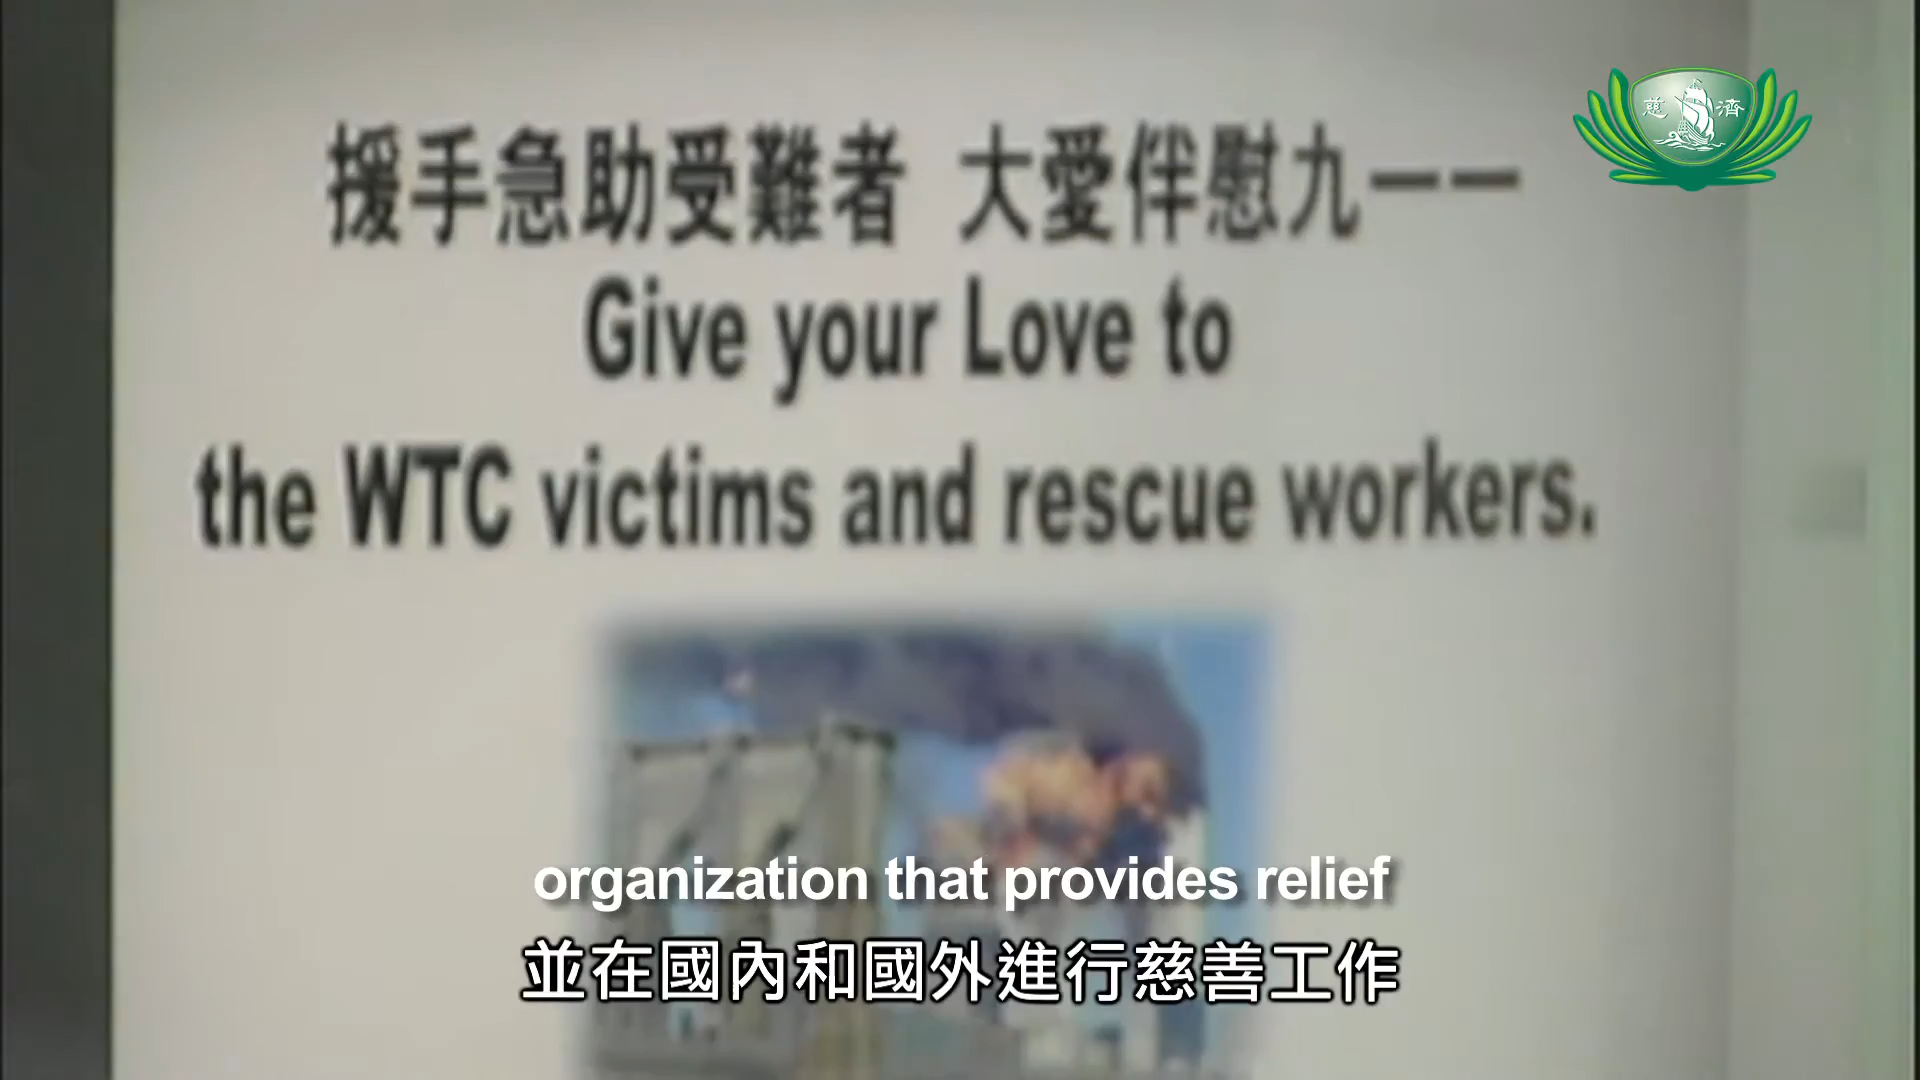 慈濟
援手急助受難者 大愛伴慰九一一
Give your Love to
the WTC victims and rescue workers.
organization that provides relief
並在國內和國外進行慈善工作